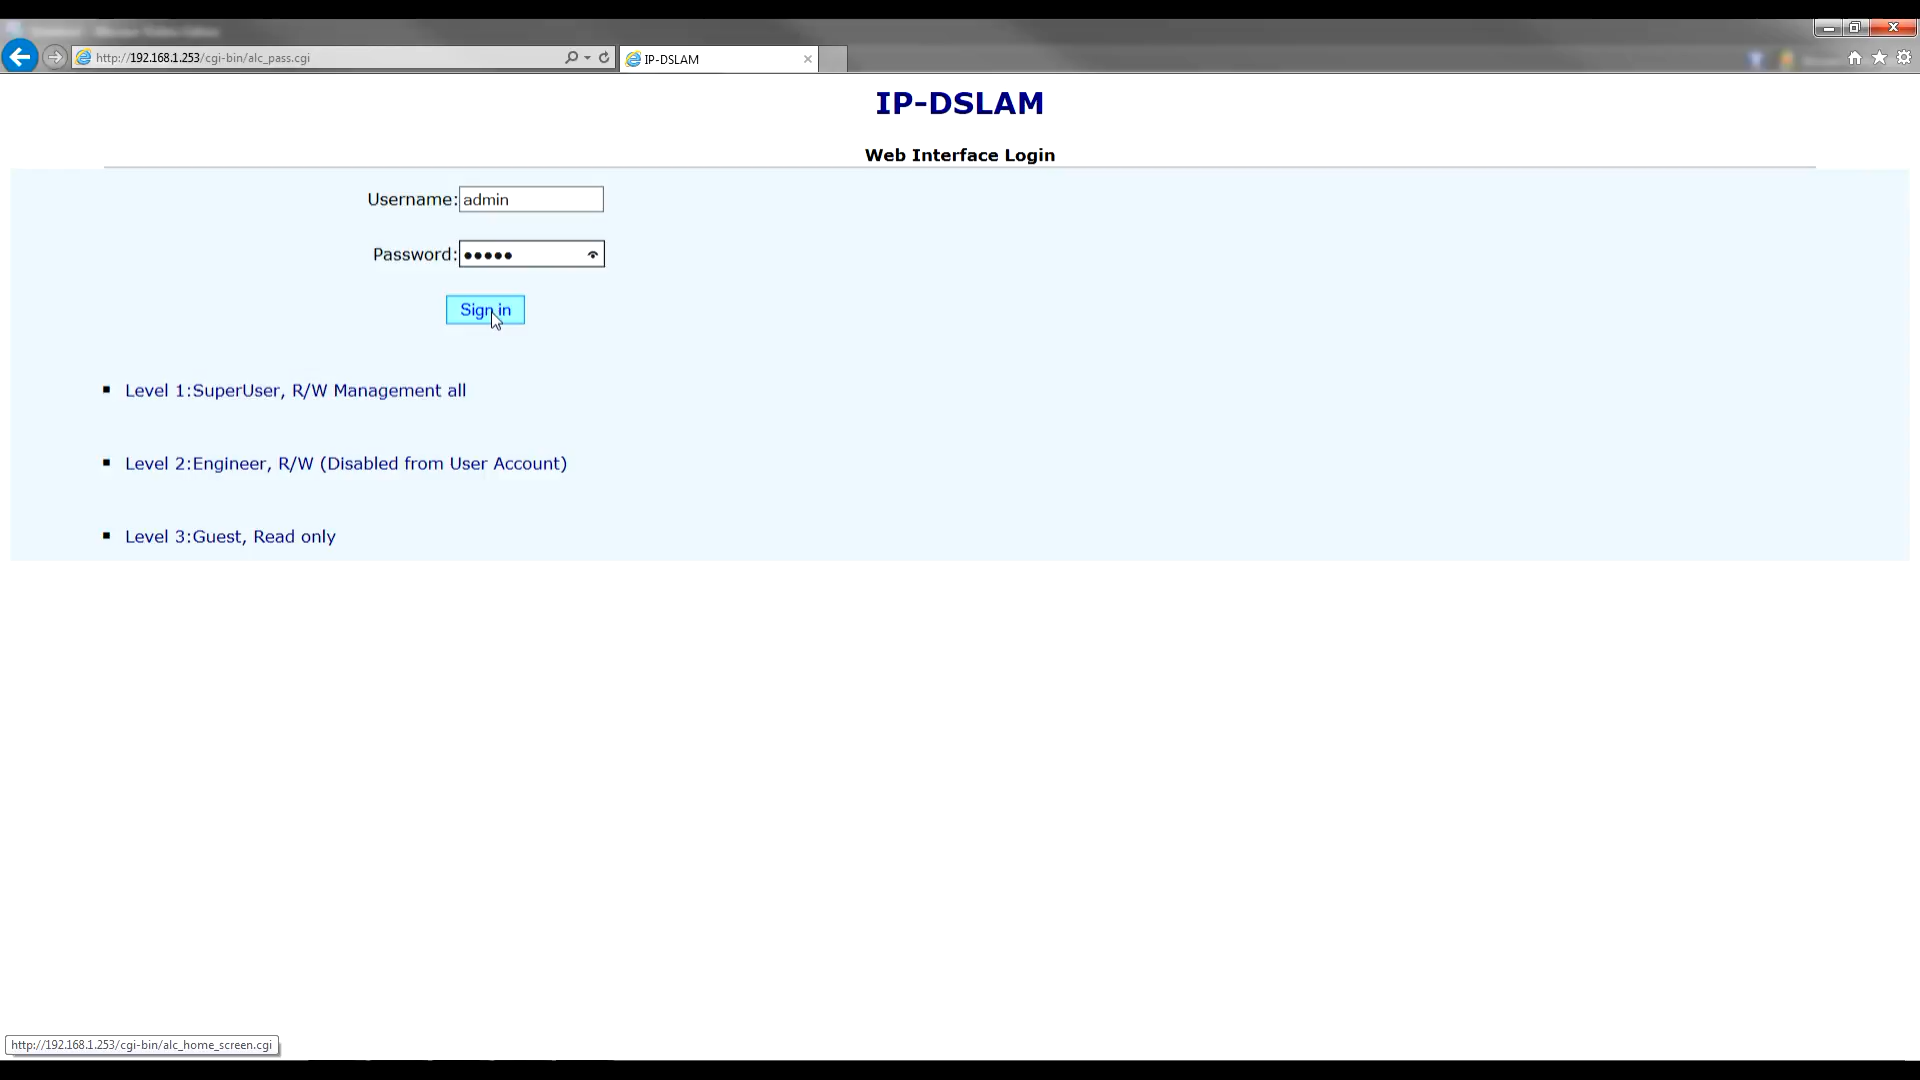 http://192.168.1.253/cgi-bin/alc_pass.cgi
IP-DSLAM
IP-DSLAM
Web Interface Login
Username:
admin
Password:
●●●●●
Sign in
Level 1:SuperUser, R/W Management all
Level 2:Engineer, R/W (Disabled from User Account)
Level 3:Guest, Read only
http://192.168.1.253/cgi-bin/alc_home_screen.cgi